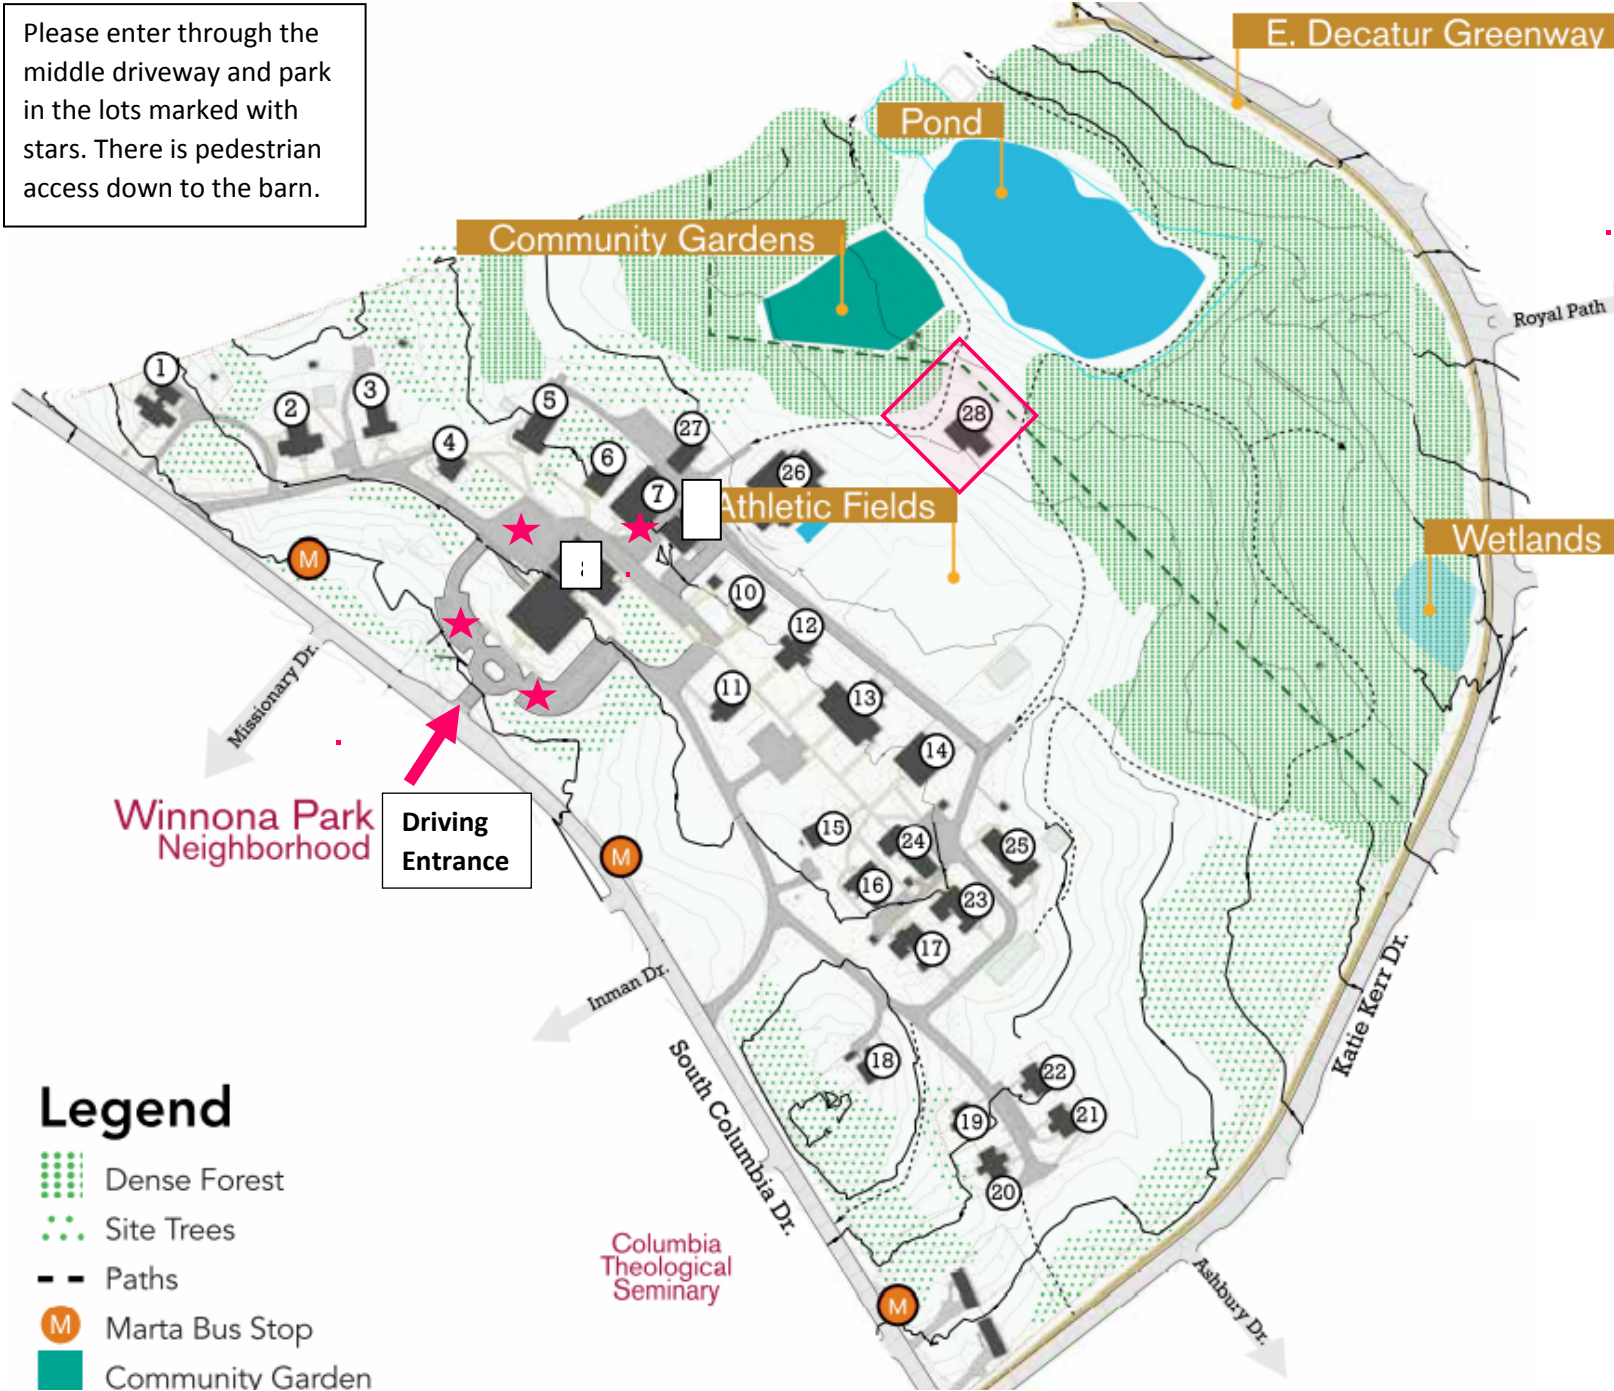 Please enter through the
middle driveway and park
in the lots marked with
stars. There is pedestrian
access down to the barn.
E. Decatur Greenway
Pond
Community Gardens
Royal Path
1
2
3
4
5
6
27
7
26
28
Athletic Fields
Wetlands
M
10
12
11
13
14
Missionary Dr.
Winnona Park
Neighborhood
Driving
Entrance
M
15
24
25
16
23
17
Inman Dr.
South Columbia Dr.
Katie Kerr Dr.
18
22
19
21
20
Columbia
Theological
Seminary
M
Ashbury Dr.
Legend
Dense Forest
Site Trees
Paths
M
Marta Bus Stop
Community Garden